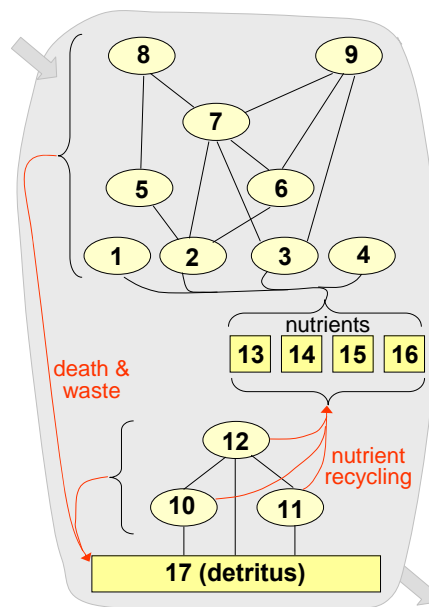 8
9
7
5
6
1
2
3
4
nutrients
13 14 15 16
death &
waste
12
nutrient
recycling
10
11
17 (detritus)